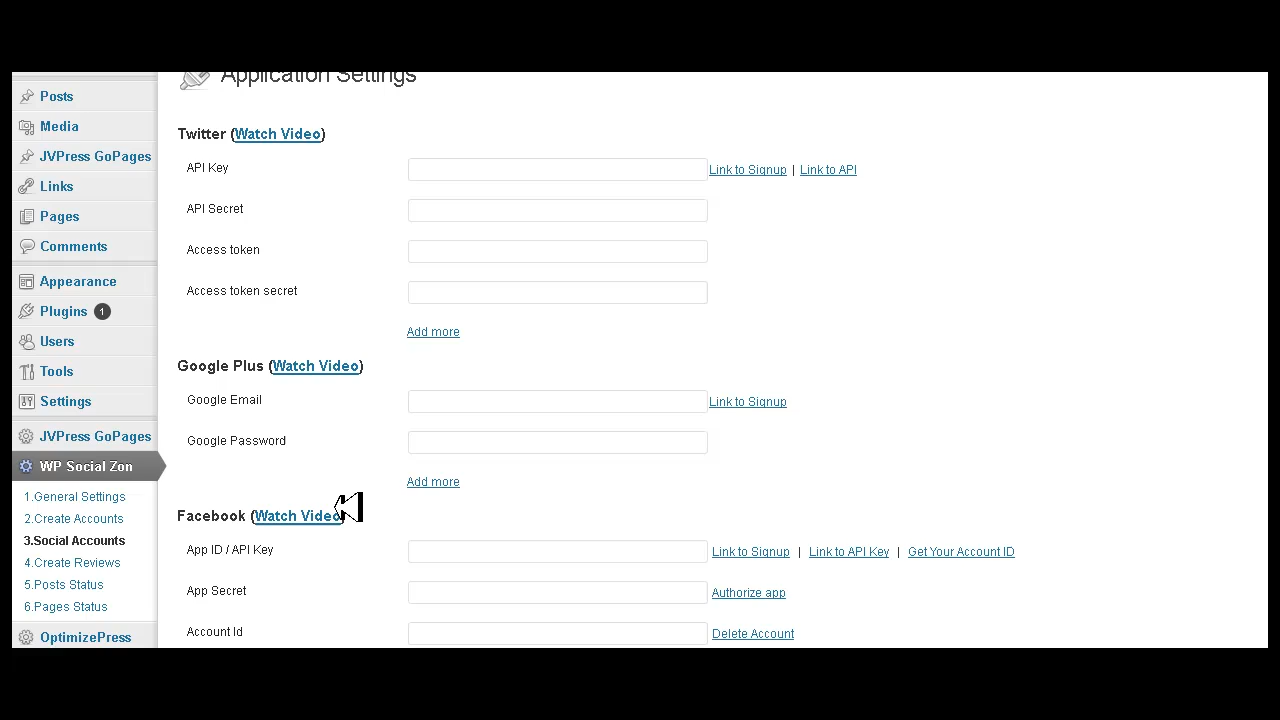 Application Settings
Posts
Media
JVPress GoPages
Links
Pages
Comments
Appearance
Plugins 1
Users
Tools
Settings
JVPress GoPages
WP Social Zon
1.General Settings
2.Create Accounts
3.Social Accounts
4.Create Reviews
5.Posts Status
6.Pages Status
OptimizePress
Twitter (Watch Video)
API Key Link to Signup | Link to API
API Secret
Access token
Access token secret
Add more
Google Plus (Watch Video)
Google Email Link to Signup
Google Password
Add more
Facebook (Watch Video)
App ID / API Key Link to Signup | Link to API Key | Get Your Account ID
App Secret Authorize app
Account Id Delete Account